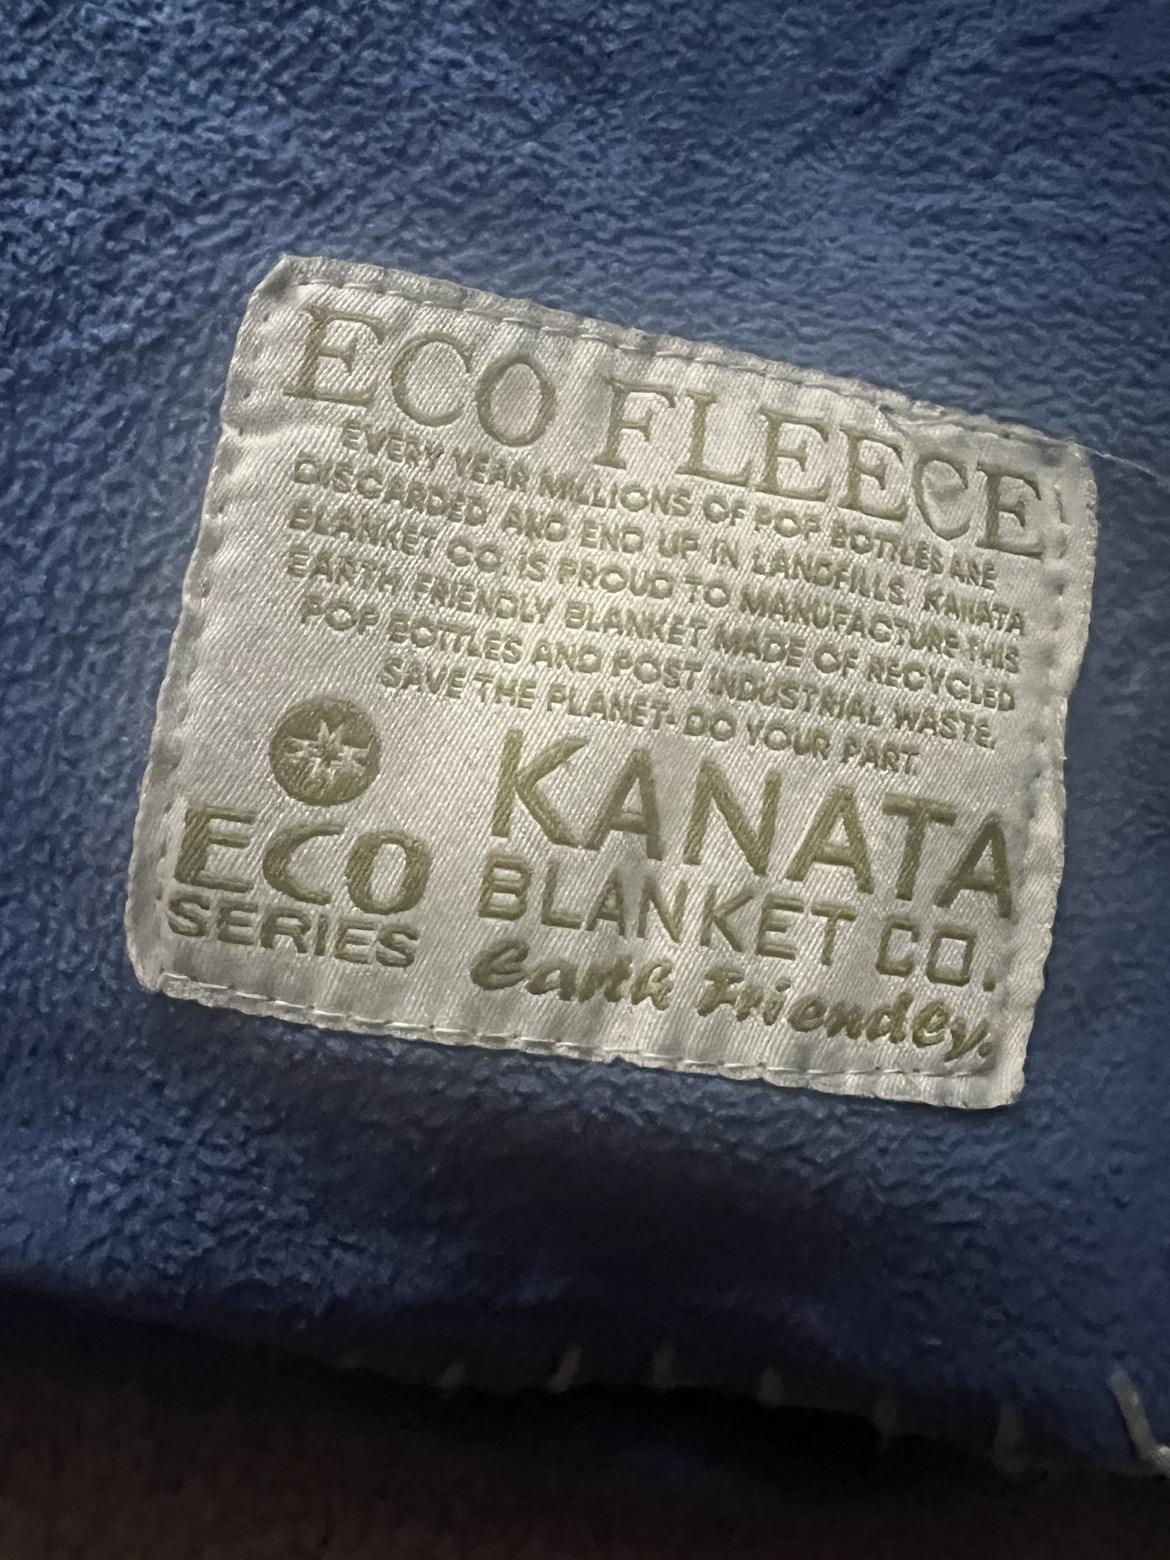 ECO FLEECE
EVERY YEAR MILLIONS OF POP BOTTLES ARE
DISCARDED AND END UP IN LANDFILLS. KANATA
BLANKET CO. IS PROUD TO MANUFACTURE THIS
EARTH FRIENDLY BLANKET MADE OF RECYCLED
POP BOTTLES AND POST INDUSTRIAL WASTE.
SAVE THE PLANET- DO YOUR PART.
ECO
SERIES
KANATA
BLANKET CO.
Earth Friendly.